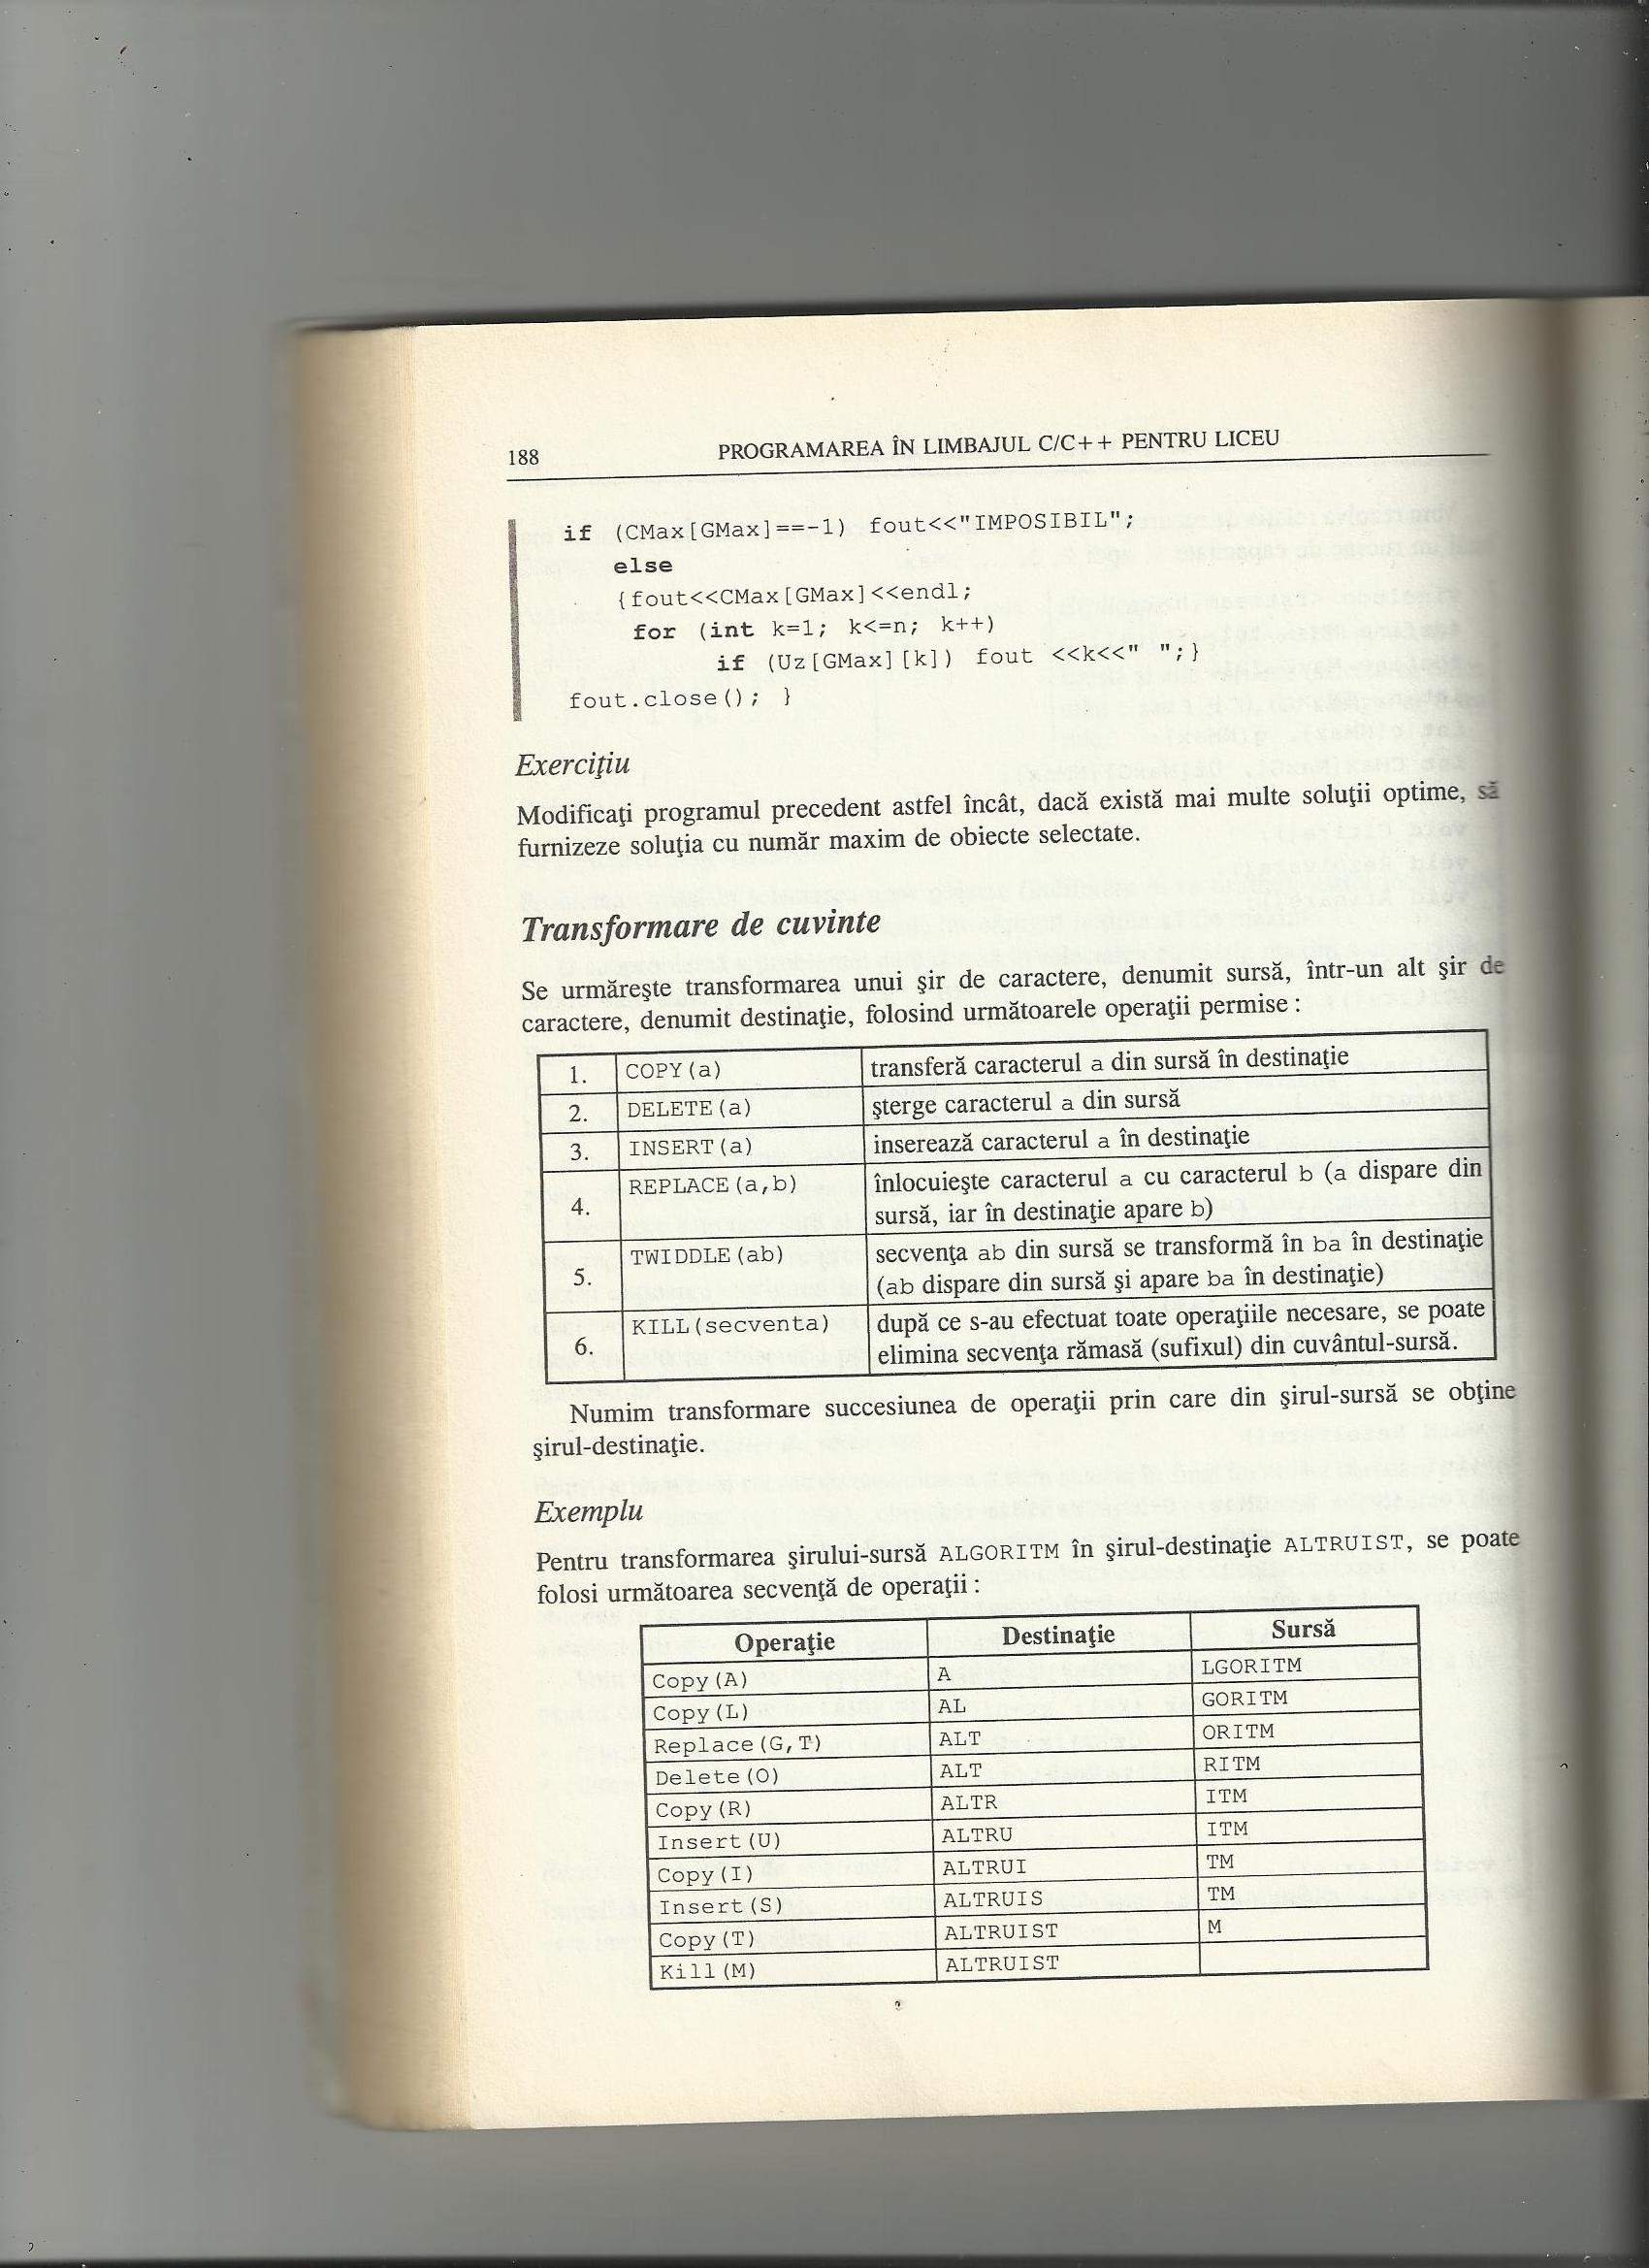 188 PROGRAMAREA ÎN LIMBAJUL C/C++ PENTRU LICEU
if (CMax[GMax]==-1) fout<<"IMPOSIBIL";
else
{fout<<CMax[GMax]<<endl;
for (int k=1; k<=n; k++)
if (Uz[GMax][k]) fout <<k<<" ";}
fout.close(); }
Exerciţiu
Modificaţi programul precedent astfel încât, dacă există mai multe soluţii optime, să
furnizeze soluţia cu număr maxim de obiecte selectate.
Transformare de cuvinte
Se urmăreşte transformarea unui şir de caractere, denumit sursă, într-un alt şir de
caractere, denumit destinaţie, folosind următoarele operaţii permise :
1. COPY(a) transferă caracterul a din sursă în destinaţie
2. DELETE(a) şterge caracterul a din sursă
3. INSERT(a) inserează caracterul a în destinaţie
4. REPLACE(a,b) înlocuieşte caracterul a cu caracterul b (a dispare din
sursă, iar în destinaţie apare b)
5. TWIDDLE(ab) secvenţa ab din sursă se transformă în ba în destinaţie
(ab dispare din sursă şi apare ba în destinaţie)
6. KILL(secventa) după ce s-au efectuat toate operaţiile necesare, se poate
elimina secvenţa rămasă (sufixul) din cuvântul-sursă.
Numim transformare succesiunea de operaţii prin care din şirul-sursă se obţine
şirul-destinaţie.
Exemplu
Pentru transformarea şirului-sursă ALGORITM în şirul-destinaţie ALTRUIST, se poate
folosi următoarea secvenţă de operaţii :
Operaţie Destinaţie Sursă
Copy(A) A LGORITM
Copy(L) AL GORITM
Replace(G,T) ALT ORITM
Delete(O) ALT RITM
Copy(R) ALTR ITM
Insert(U) ALTRU ITM
Copy(I) ALTRUI TM
Insert(S) ALTRUIS TM
Copy(T) ALTRUIST M
Kill(M) ALTRUIST